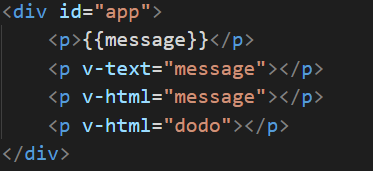 <div id="app">
    <p>{{message}}</p>
    <p v-text="message"></p>
    <p v-html="message"></p>
    <p v-html="dodo"></p>
</div>